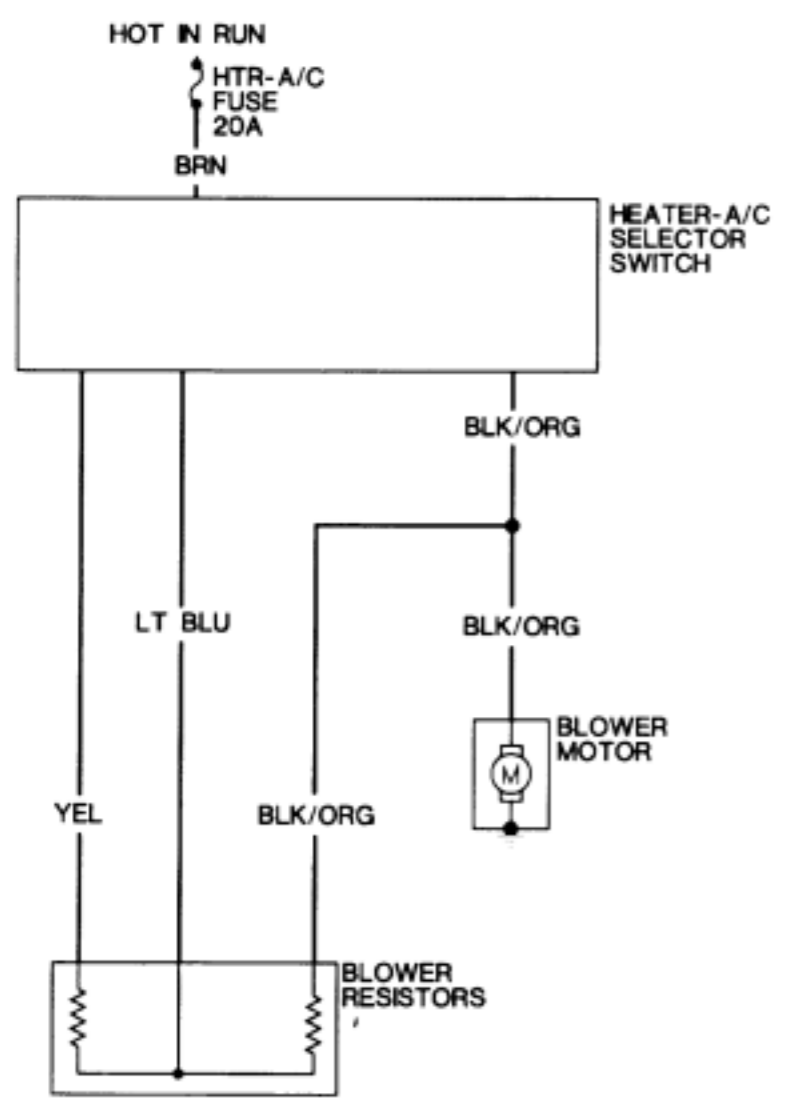 HOT IN RUN
HTR-A/C
FUSE
20A
BRN
HEATER-A/C
SELECTOR
SWITCH
BLK/ORG
LT BLU
BLK/ORG
BLOWER
MOTOR
M
YEL
BLK/ORG
BLOWER
RESISTORS